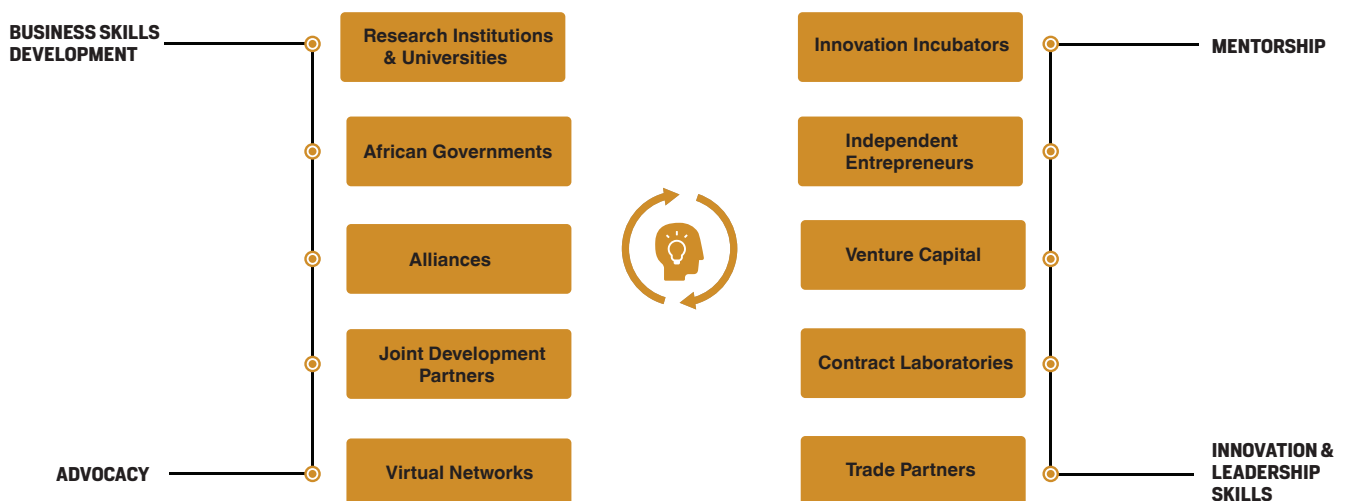 BUSINESS SKILLS
DEVELOPMENT
Research Institutions
& Universities
African Governments
Alliances
Joint Development
Partners
ADVOCACY
Virtual Networks
Innovation Incubators
MENTORSHIP
Independent
Entrepreneurs
Venture Capital
Contract Laboratories
Trade Partners
INNOVATION &
LEADERSHIP
SKILLS